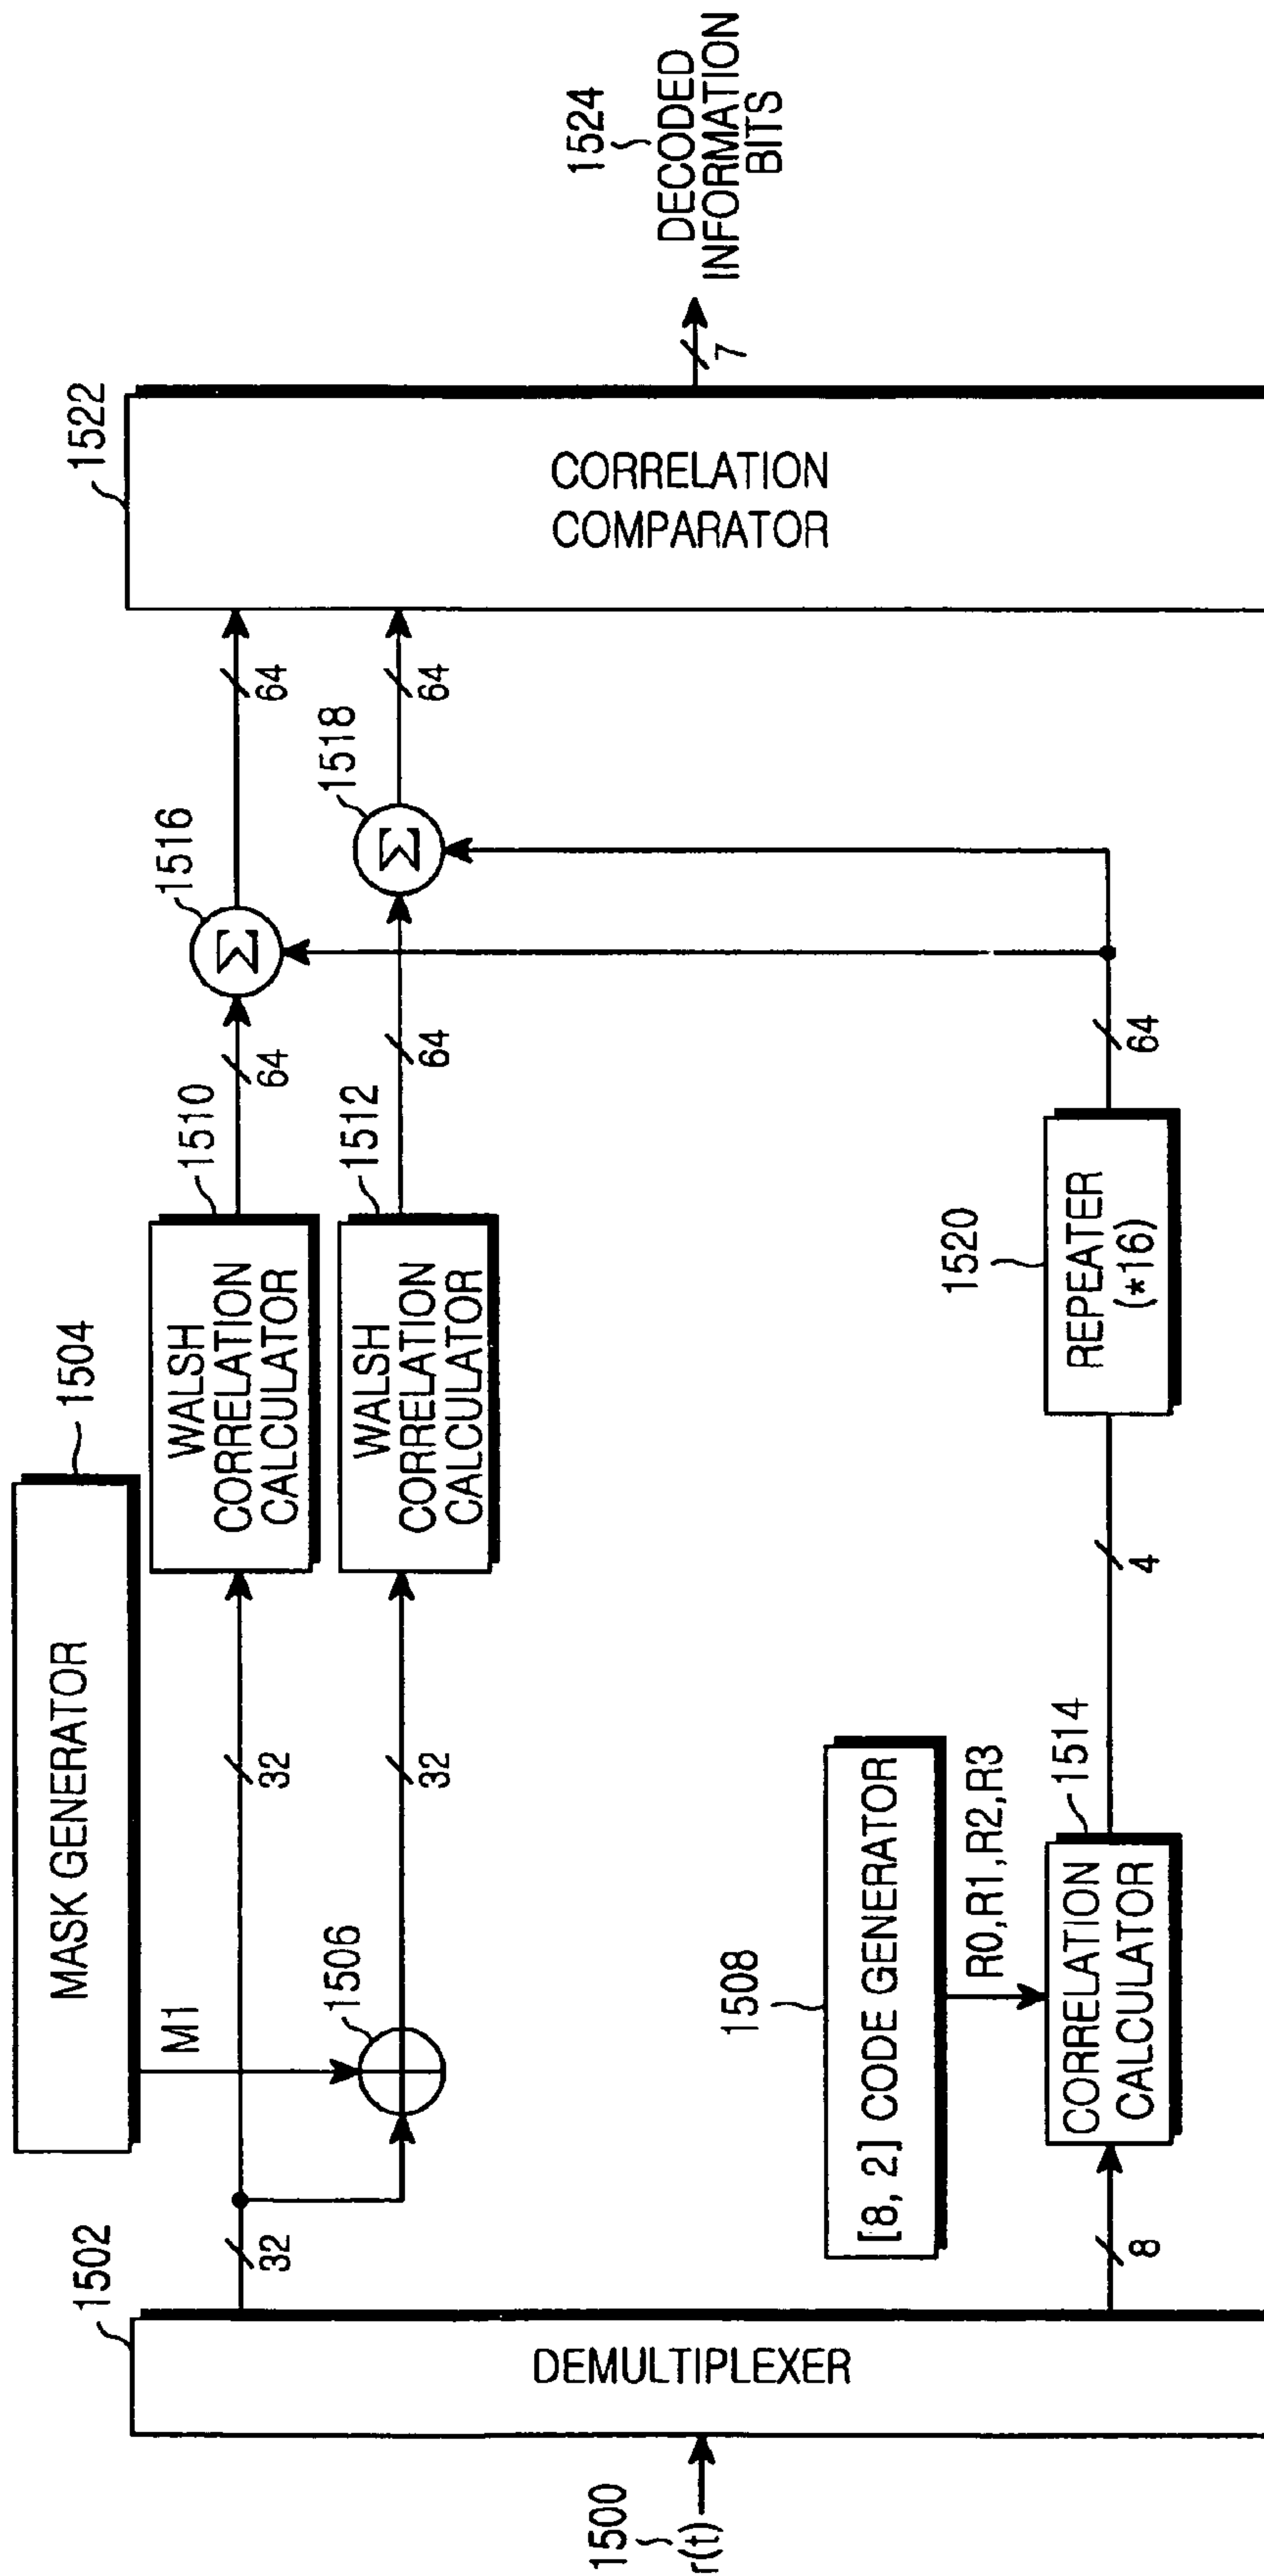 1500
r(t)
1502
DEMULTIPLEXER
32
8
MASK GENERATOR
1504
M1
1506
32
32
1508
[8, 2] CODE GENERATOR
R0,R1,R2,R3
1514
CORRELATION
CALCULATOR
WALSH
CORRELATION
CALCULATOR
1510
WALSH
CORRELATION
CALCULATOR
1512
4
1520
REPEATER
(*16)
64
64
64
1516
Σ
1518
Σ
64
64
1522
CORRELATION
COMPARATOR
7
1524
DECODED
INFORMATION
BITS